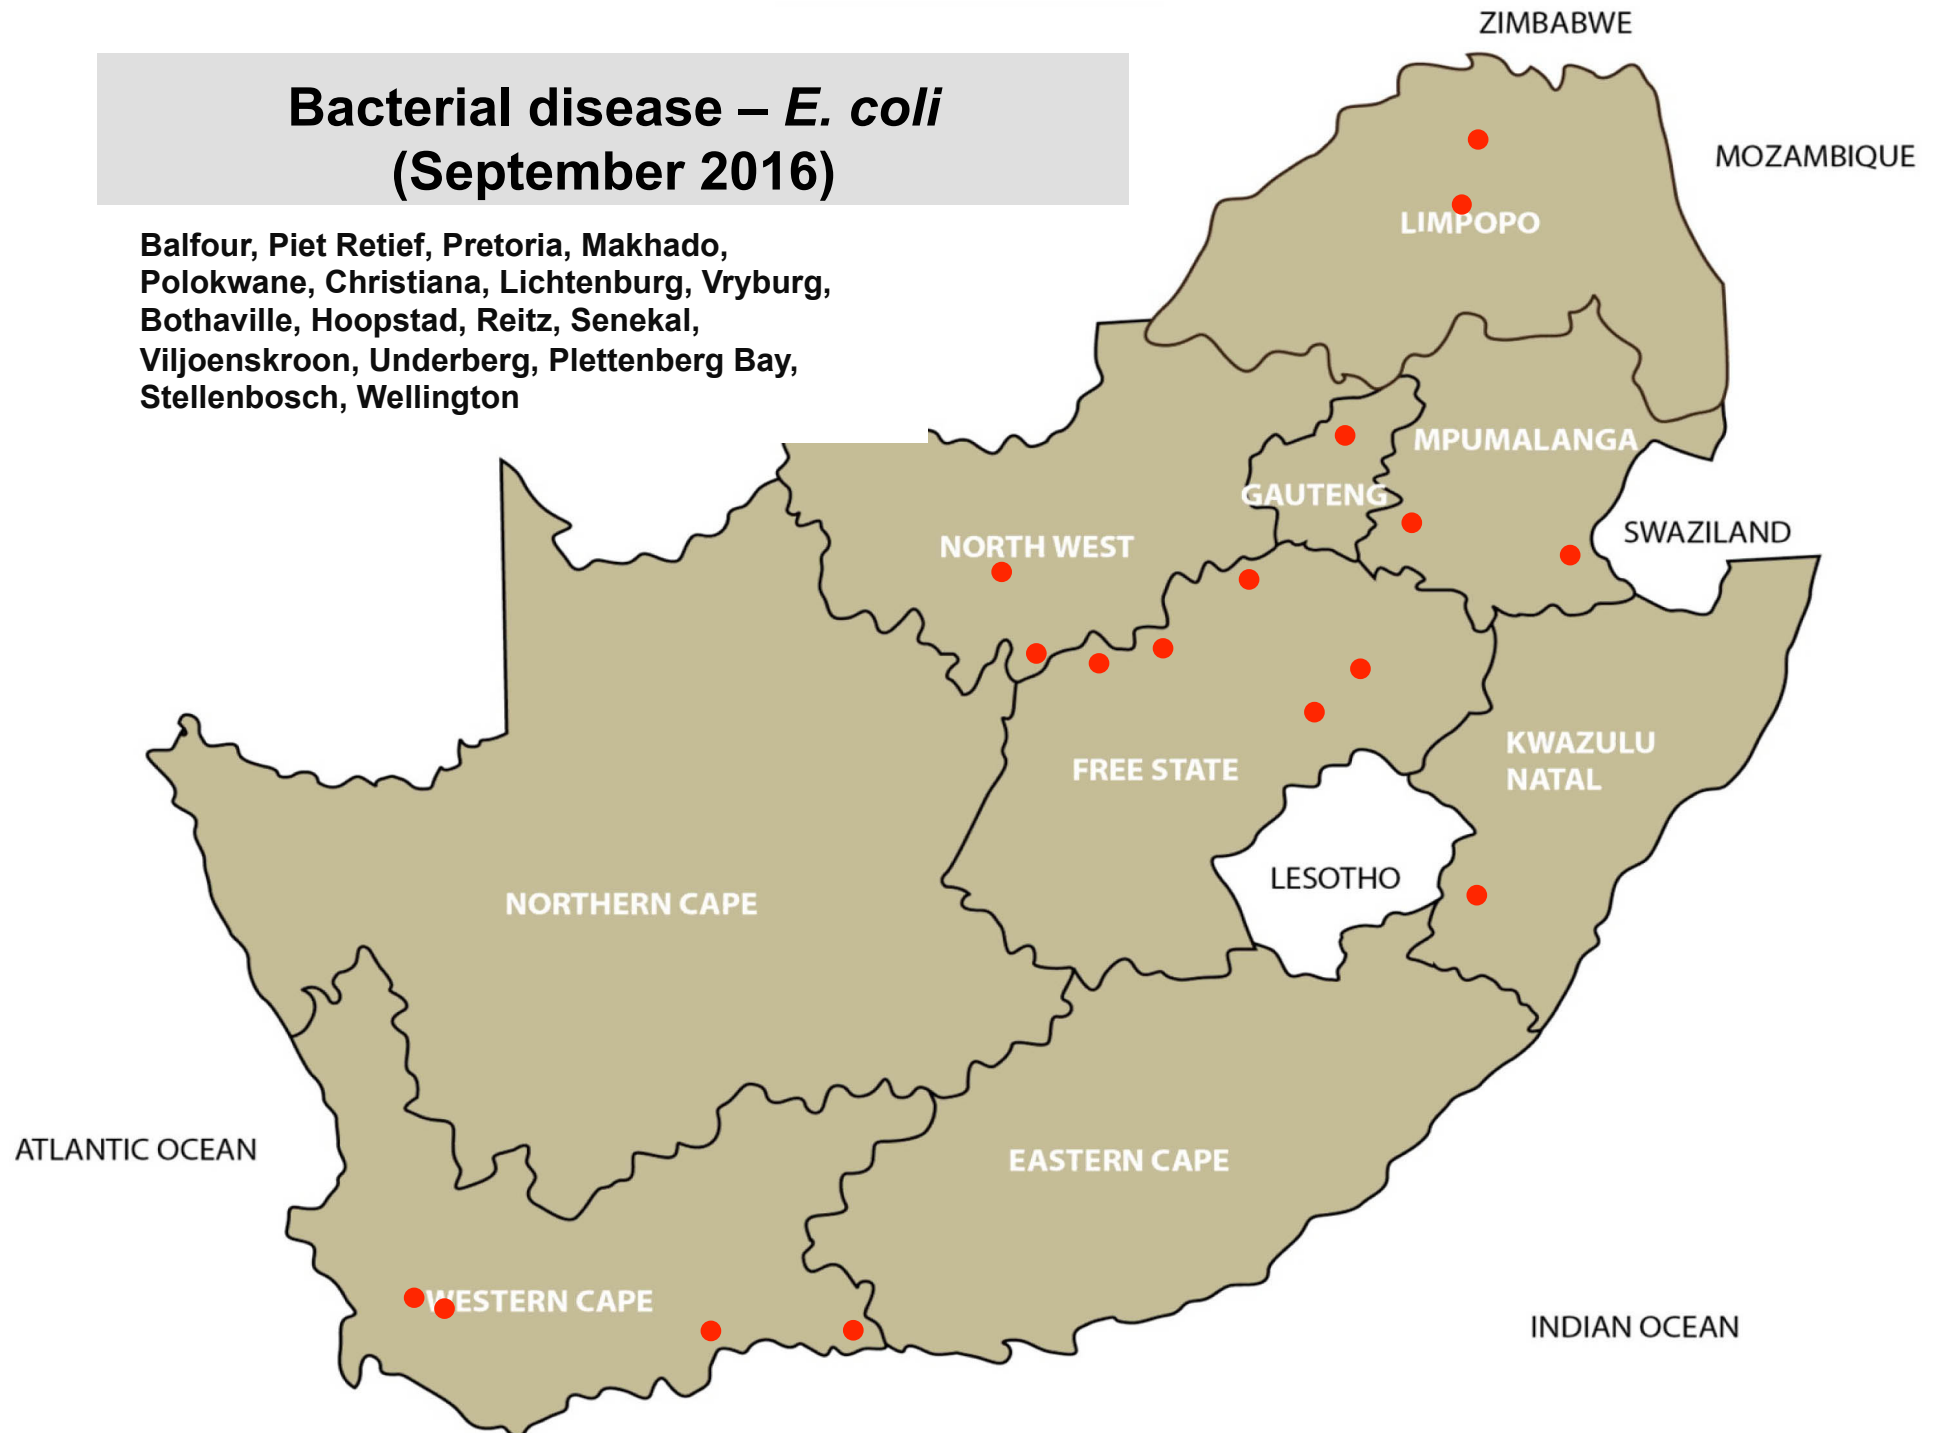 ZIMBABWE
Bacterial disease – E. coli
(September 2016)
MOZAMBIQUE
Balfour, Piet Retief, Pretoria, Makhado,
Polokwane, Christiana, Lichtenburg, Vryburg,
Bothaville, Hoopstad, Reitz, Senekal,
Viljoenskroon, Underberg, Plettenberg Bay,
Stellenbosch, Wellington
LIMPOPO
MPUMALANGA
GAUTENG
SWAZILAND
NORTH WEST
KWAZULU
NATAL
FREE STATE
LESOTHO
NORTHERN CAPE
ATLANTIC OCEAN
EASTERN CAPE
WESTERN CAPE
INDIAN OCEAN